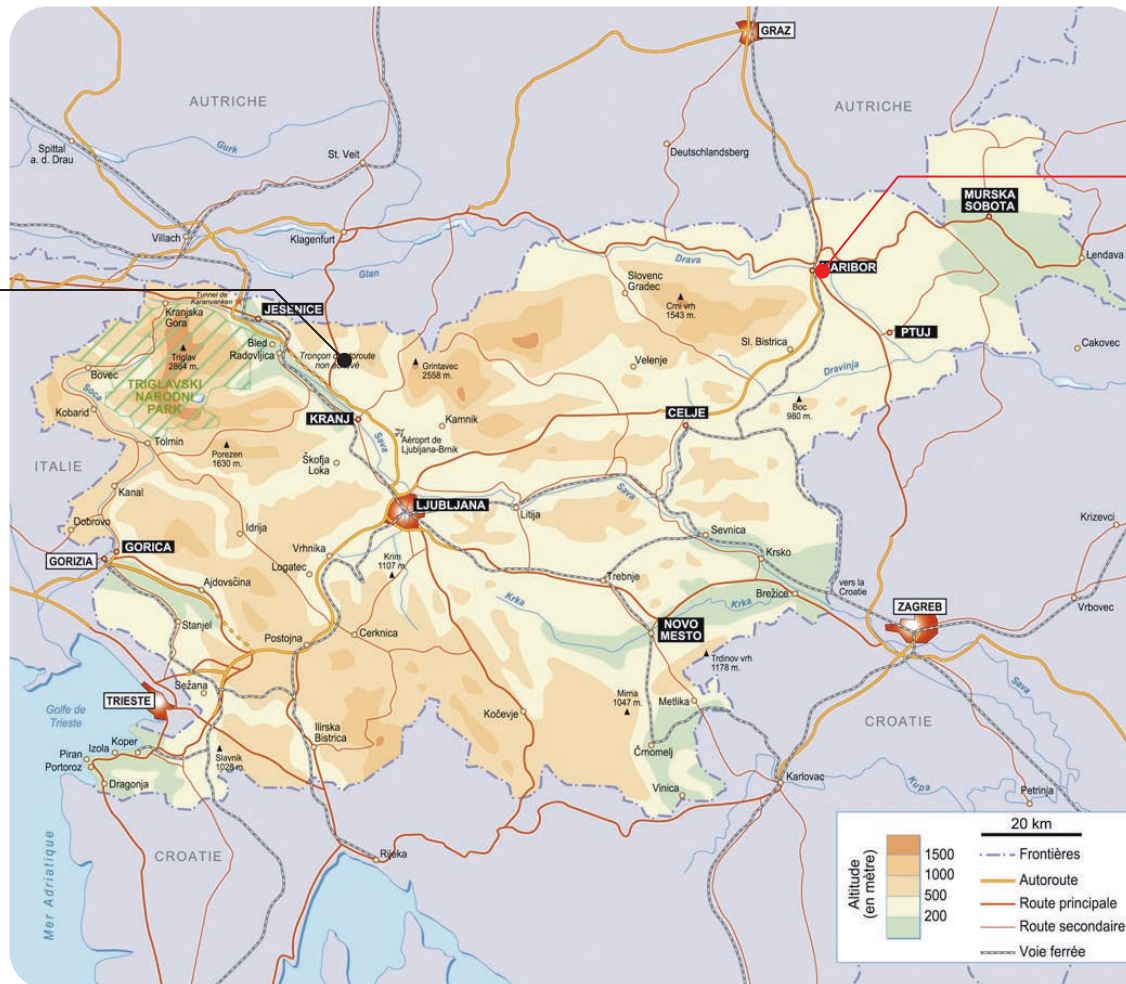 GRAZ
AUTRICHE
AUTRICHE
Spittal
a. d. Drau
Gurk
St. Veit
Deutschlandsberg
MURSKA
SOBOTA
Villach
Klagenfurt
Glan
Drava
MARIBOR
Lendava
Slovenc
Gradec
Tunnel de
Karanvanken
Kranjska
Gora
JESENICE
Crni vrh
1543 m.
PTUJ
Bled
Radovljica
Tronçon
non
Triglav
2864 m.
Grintavec
2558 m.
Velenje
Sl. Bistrica
Cakovec
Bovec
Soca
TRIGLAVSKI
NARODNI
PARK
Dravinja
Kobarid
KRANJ
Kamnik
CELJE
Boc
980 m.
Sava
Aéroprt de
Ljubljana-Brnik
Tolmin
Porezen
1630 m.
Škofja
Loka
ITALIE
Kanal
LJUBLJANA
Litija
Sava
Dobrovo
Idrija
Sevnica
Krizevci
GORICA
GORIZIA
Vrhnika
Krim
1107 m.
Logatec
Krsko
Trebnje
Ajdovsčina
Krka
Krka
Brežice
vers la
Croatie
ZAGREB
Vrbovec
Stanjel
Postojna
Cerknica
NOVO
MESTO
Trdinov vrh
1178 m.
Sežana
TRIESTE
Mirna
1047 m.
Metlika
Sava
Golfe de
Trieste
Kočevje
CROATIE
Ilirska
Bistrica
Piran
Izola
Koper
Portoroz
Slavnik
1028 m.
Črnomelj
Dragonja
Vinica
Karlovac
Kupa
Petrinja
Mer Adriatique
CROATIE
Rijeka
Altitude
(en mètre)
1500
1000
500
200
20 km
Frontières
Autoroute
Route principale
Route secondaire
Voie ferrée